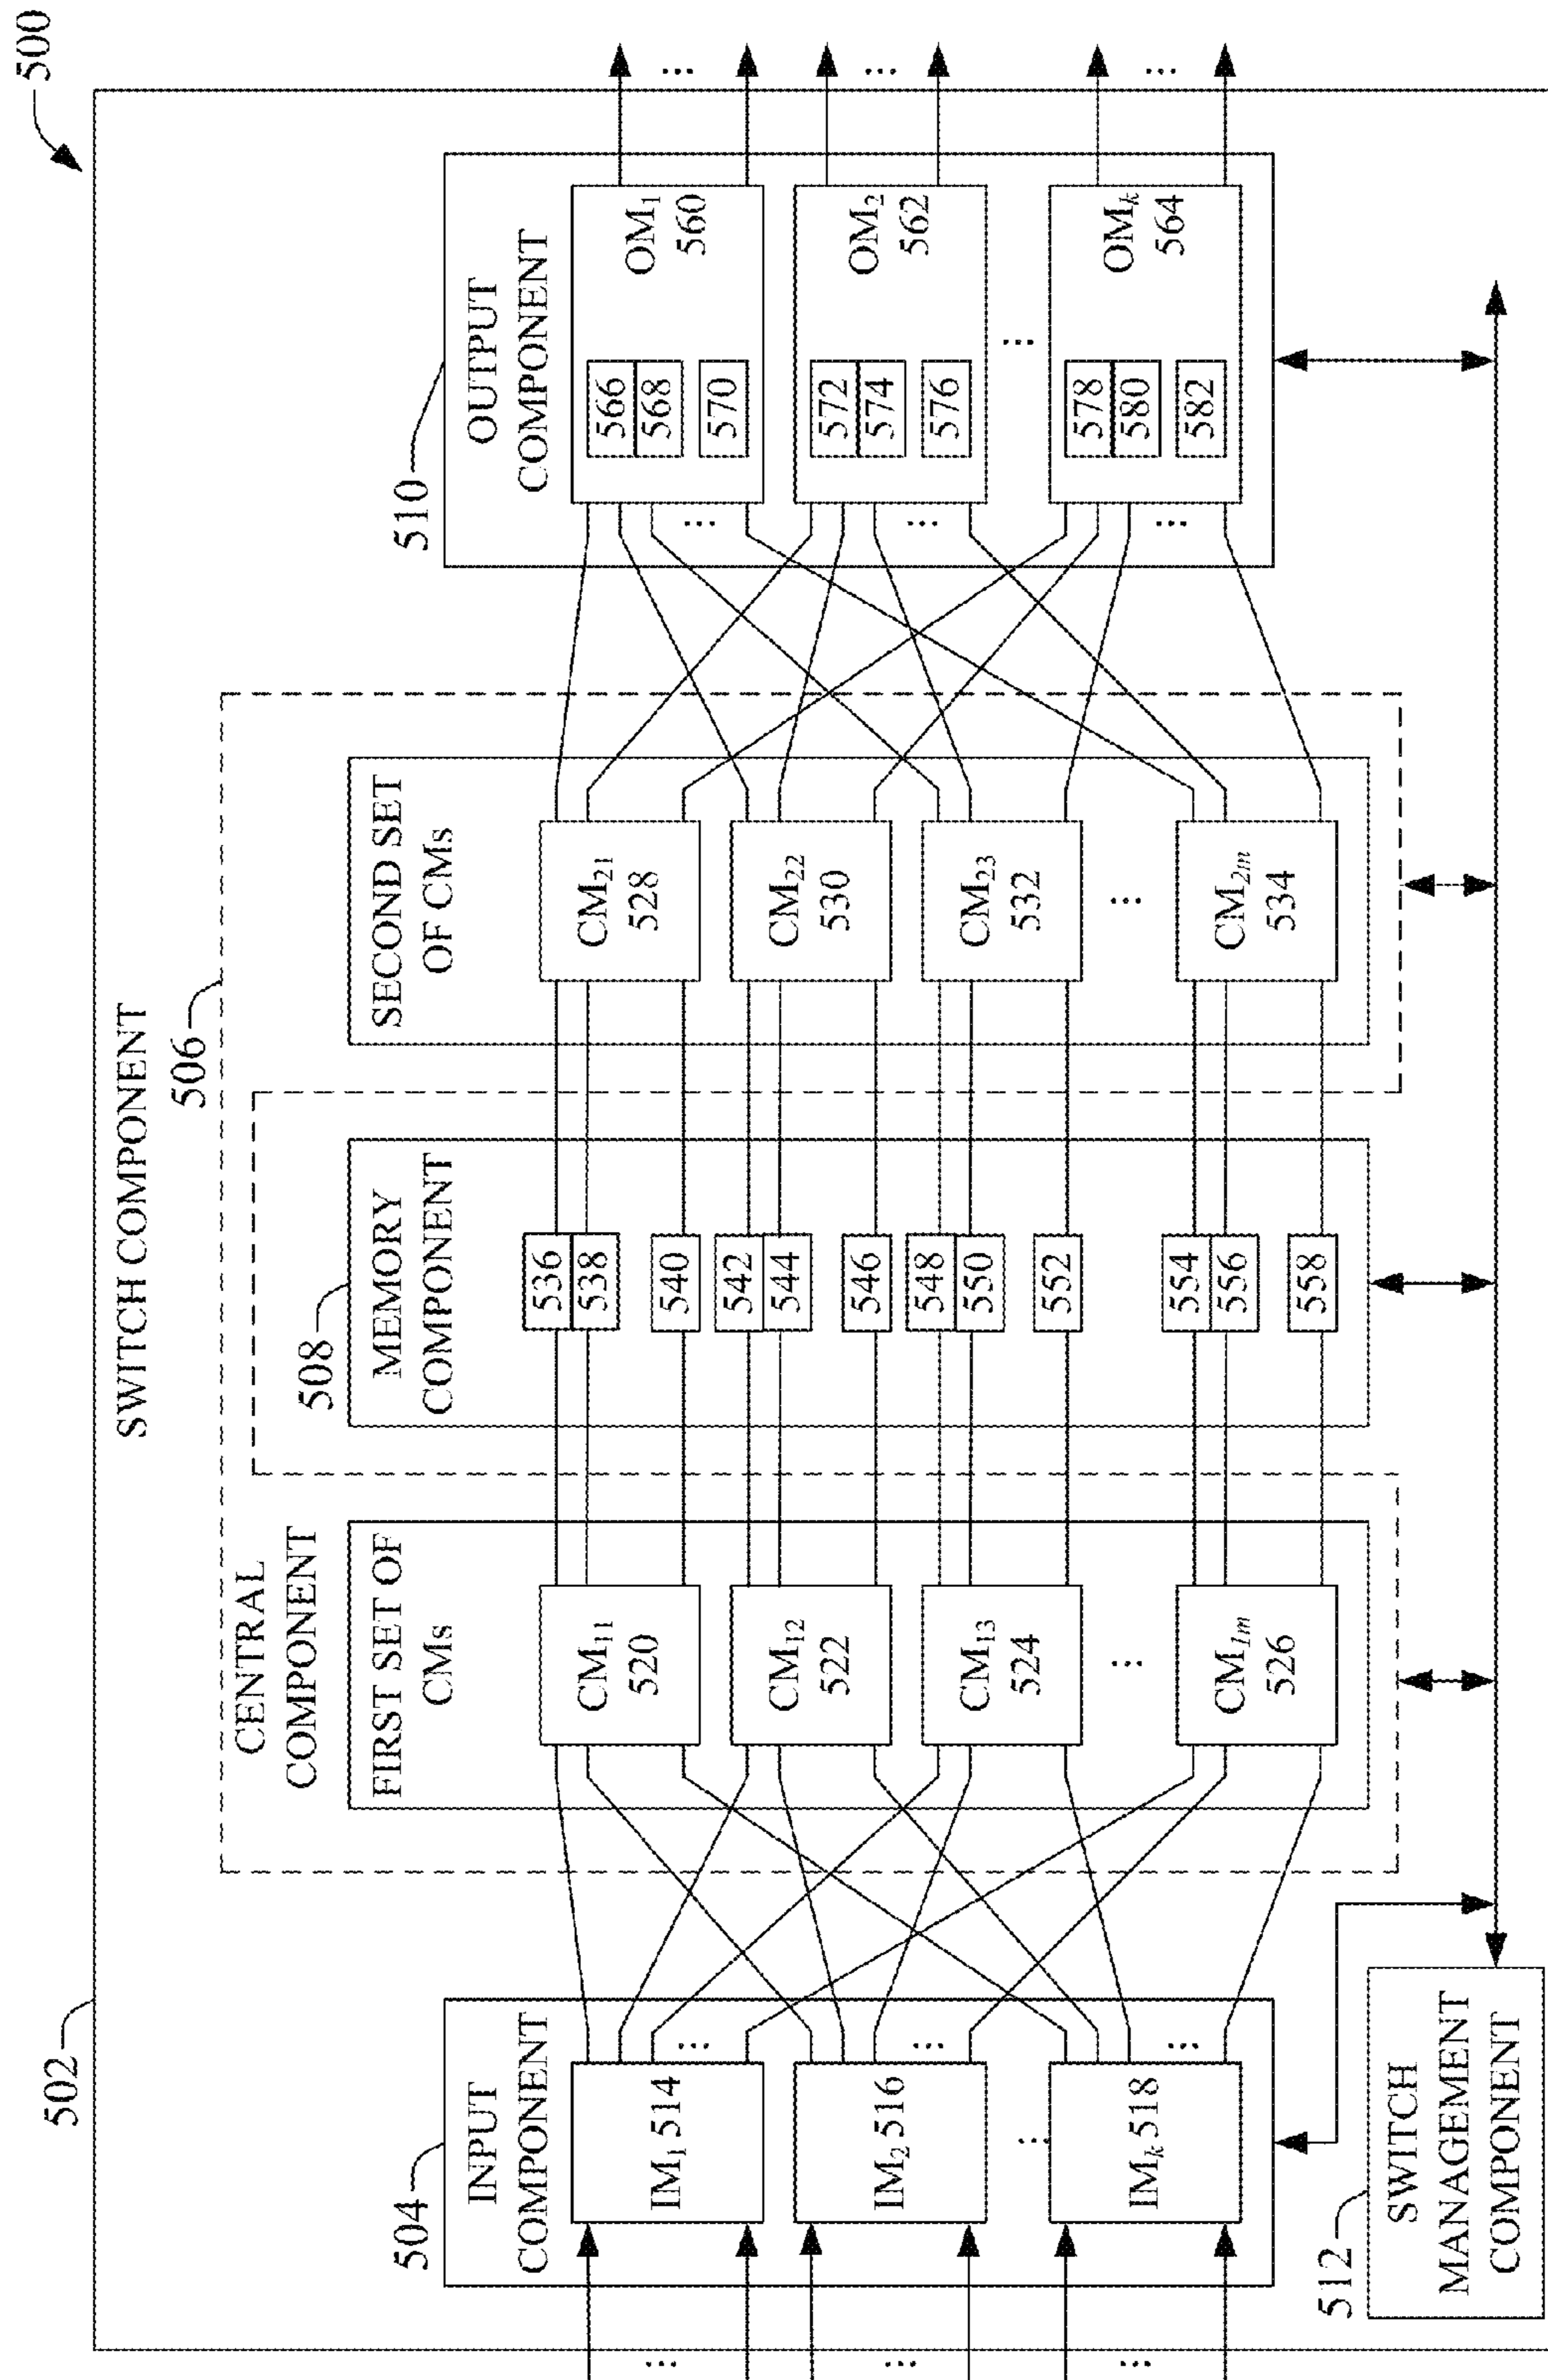 500
502
SWITCH COMPONENT
506
CENTRAL
COMPONENT
504
INPUT
COMPONENT
IM1 514
IM2 516
...
IMk 518
...
...
...
...
...
...
FIRST SET OF
CMs
CM11
520
CM12
522
CM13
524
...
CM1m
526
508
MEMORY
COMPONENT
536
538
540
542
544
546
548
550
552
554
556
558
SECOND SET
OF CMs
CM21
528
CM22
530
CM23
532
...
CM2m
534
510
OUTPUT
COMPONENT
566
568
570
OM1
560
572
574
576
OM2
562
...
578
580
582
OMk
564
...
...
...
...
...
...
512
SWITCH
MANAGEMENT
COMPONENT